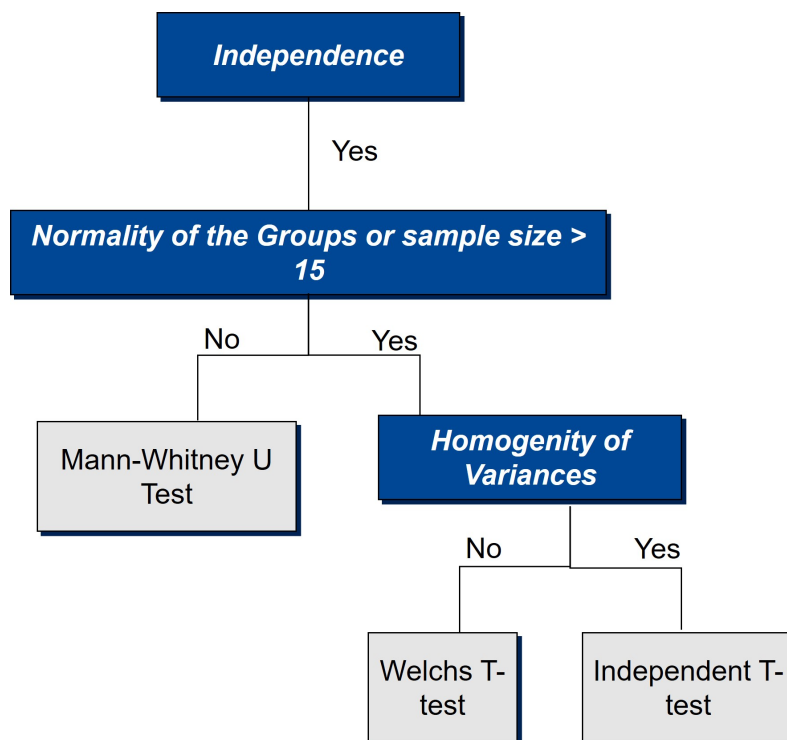 Independence
Yes
Normality of the Groups or sample size >
15
No
Yes
Mann-Whitney U
Test
Homogenity of
Variances
No
Yes
Welchs T-
test
Independent T-
test